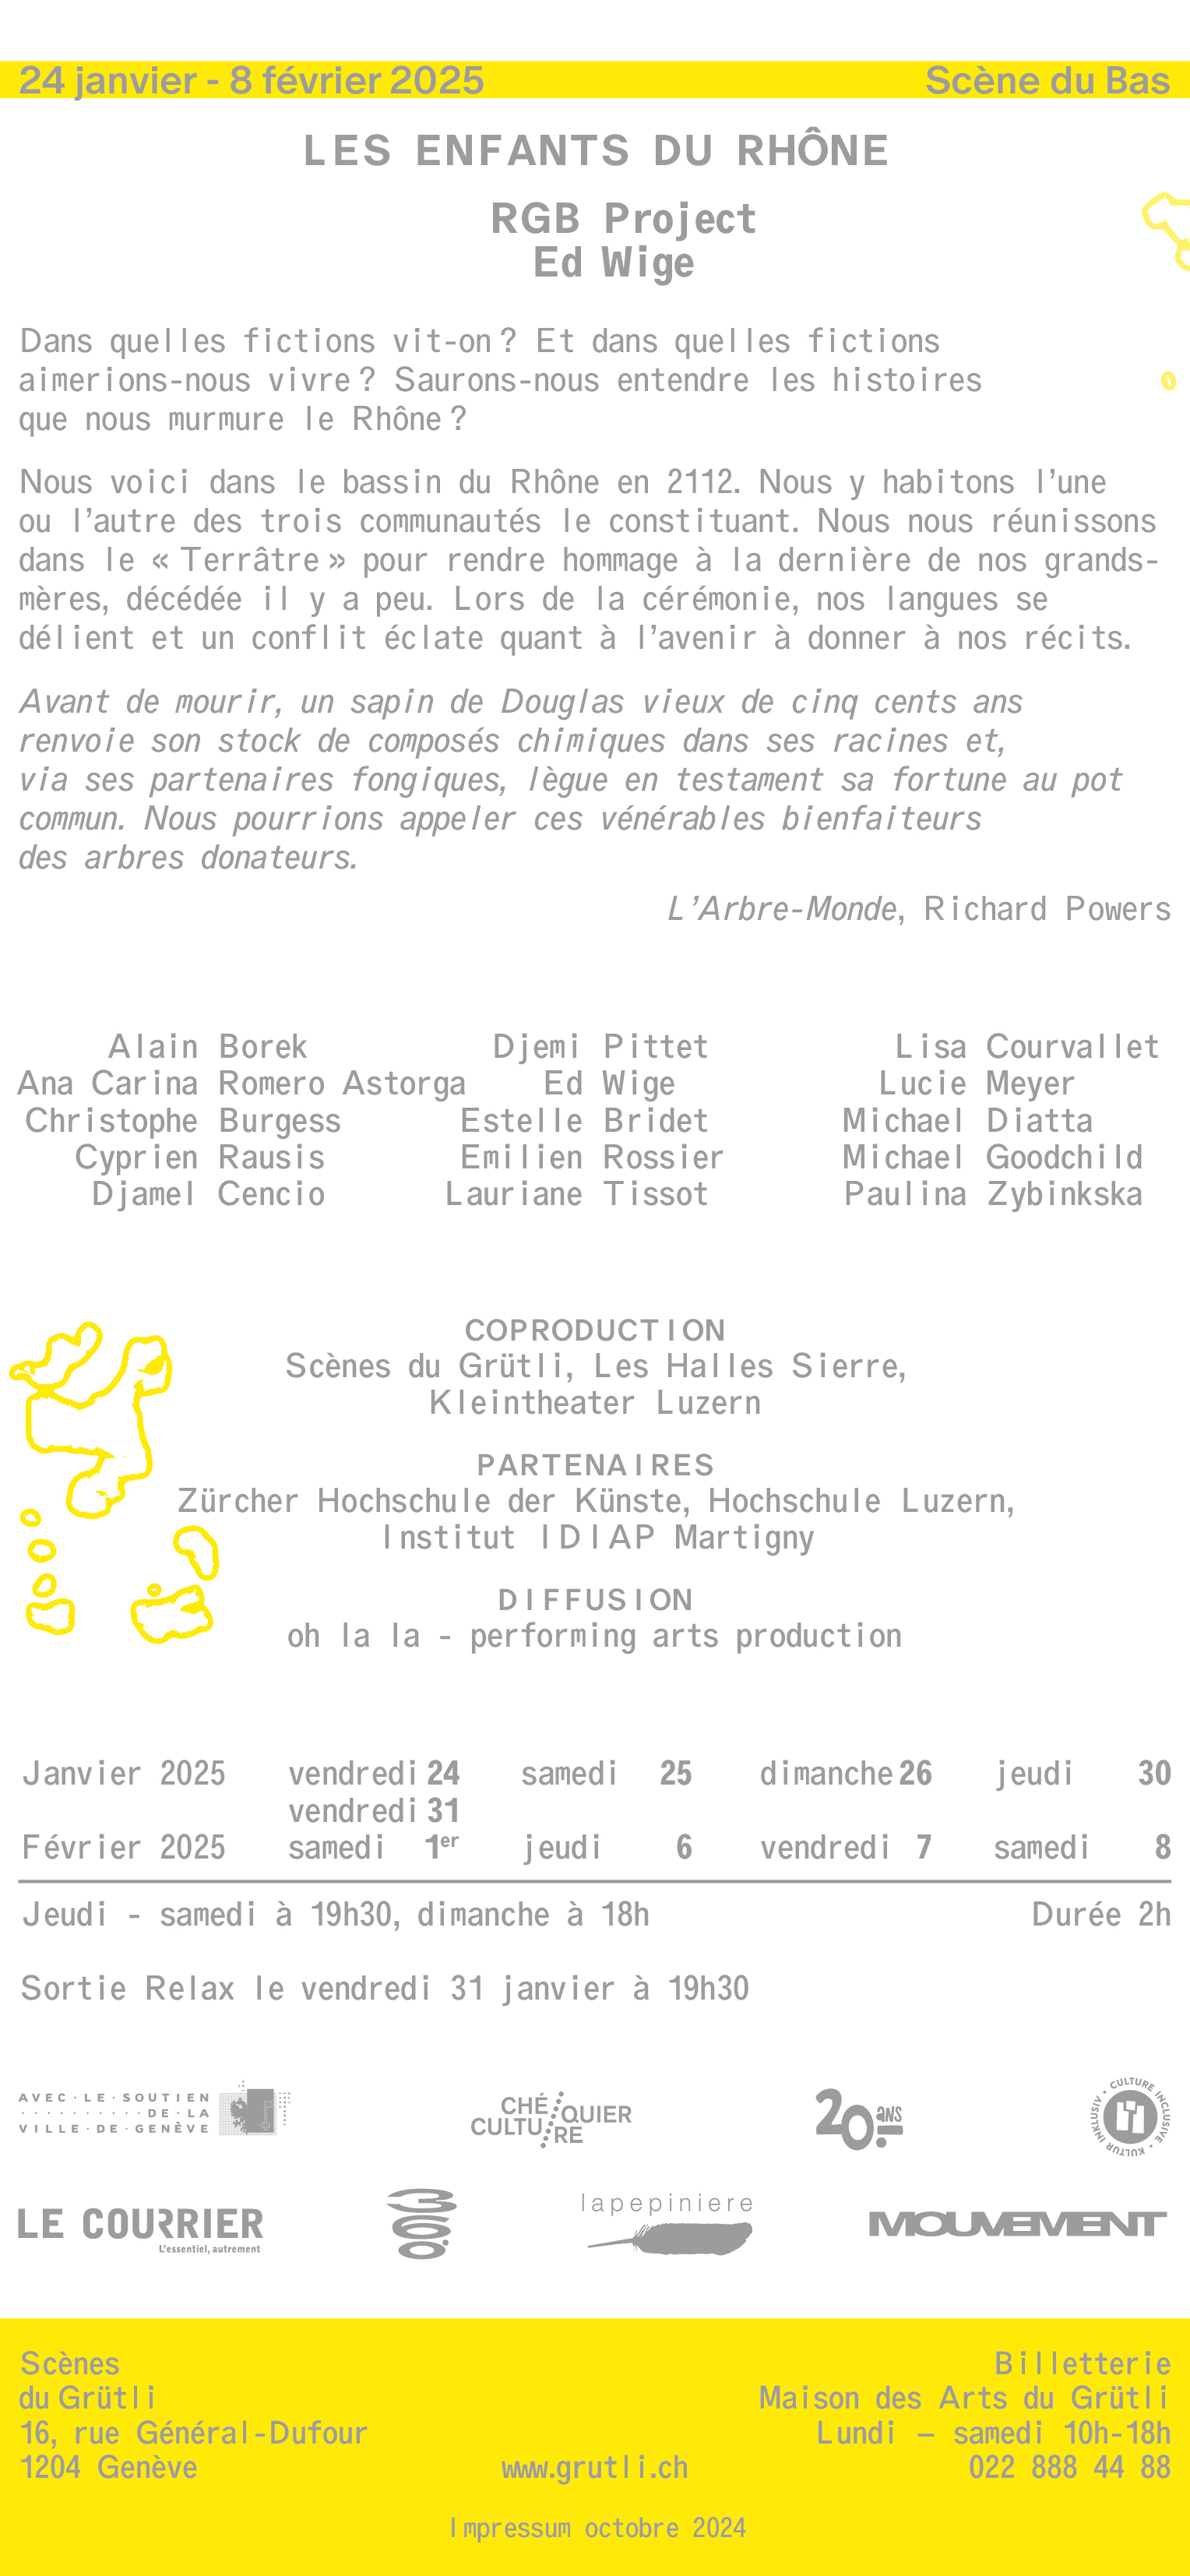 24 janvier - 8 février 2025
Scène du Bas
LES ENFANTS DU RHÔNE
RGB Project
Ed Wige
Dans quelles fictions vit-on ? Et dans quelles fictions
aimerions-nous vivre ? Saurons-nous entendre les histoires
que nous murmure le Rhône ?
Nous voici dans le bassin du Rhône en 2112. Nous y habitons l’une
ou l’autre des trois communautés le constituant. Nous nous réunissons
dans le « Terrâtre » pour rendre hommage à la dernière de nos grands-
mères, décédée il y a peu. Lors de la cérémonie, nos langues se
délient et un conflit éclate quant à l’avenir à donner à nos récits.
Avant de mourir, un sapin de Douglas vieux de cinq cents ans
renvoie son stock de composés chimiques dans ses racines et,
via ses partenaires fongiques, lègue en testament sa fortune au pot
commun. Nous pourrions appeler ces vénérables bienfaiteurs
des arbres donateurs.
L’Arbre-Monde, Richard Powers
Alain Borek
Ana Carina Romero Astorga
Christophe Burgess
Cyprien Rausis
Djamel Cencio
Djemi Pittet
Ed Wige
Estelle Bridet
Emilien Rossier
Lauriane Tissot
Lisa Courvallet
Lucie Meyer
Michael Diatta
Michael Goodchild
Paulina Zybinkska
COPRODUCTION
Scènes du Grütli, Les Halles Sierre,
Kleintheater Luzern
PARTENAIRES
Zürcher Hochschule der Künste, Hochschule Luzern,
Institut IDIAP Martigny
DIFFUSION
oh la la - performing arts production
Janvier 2025 vendredi 24 samedi 25 dimanche 26 jeudi 30
vendredi 31
Février 2025 samedi 1er jeudi 6 vendredi 7 samedi 8
Jeudi - samedi à 19h30, dimanche à 18h Durée 2h
Sortie Relax le vendredi 31 janvier à 19h30
AVEC·LE·SOUTIEN
DE·LA
VILLE·DE·GENÈVE
CHÉQUIER
CULTURE
20 ans
CULTURE INCLUSIVE • KULTUR INKLUSIV •
LE COURRIER
L’essentiel, autrement
360°
lapepiniere
MOUVEMENT
Scènes
du Grütli
16, rue Général-Dufour
1204 Genève
www.grutli.ch
Billetterie
Maison des Arts du Grütli
Lundi – samedi 10h-18h
022 888 44 88
Impressum octobre 2024